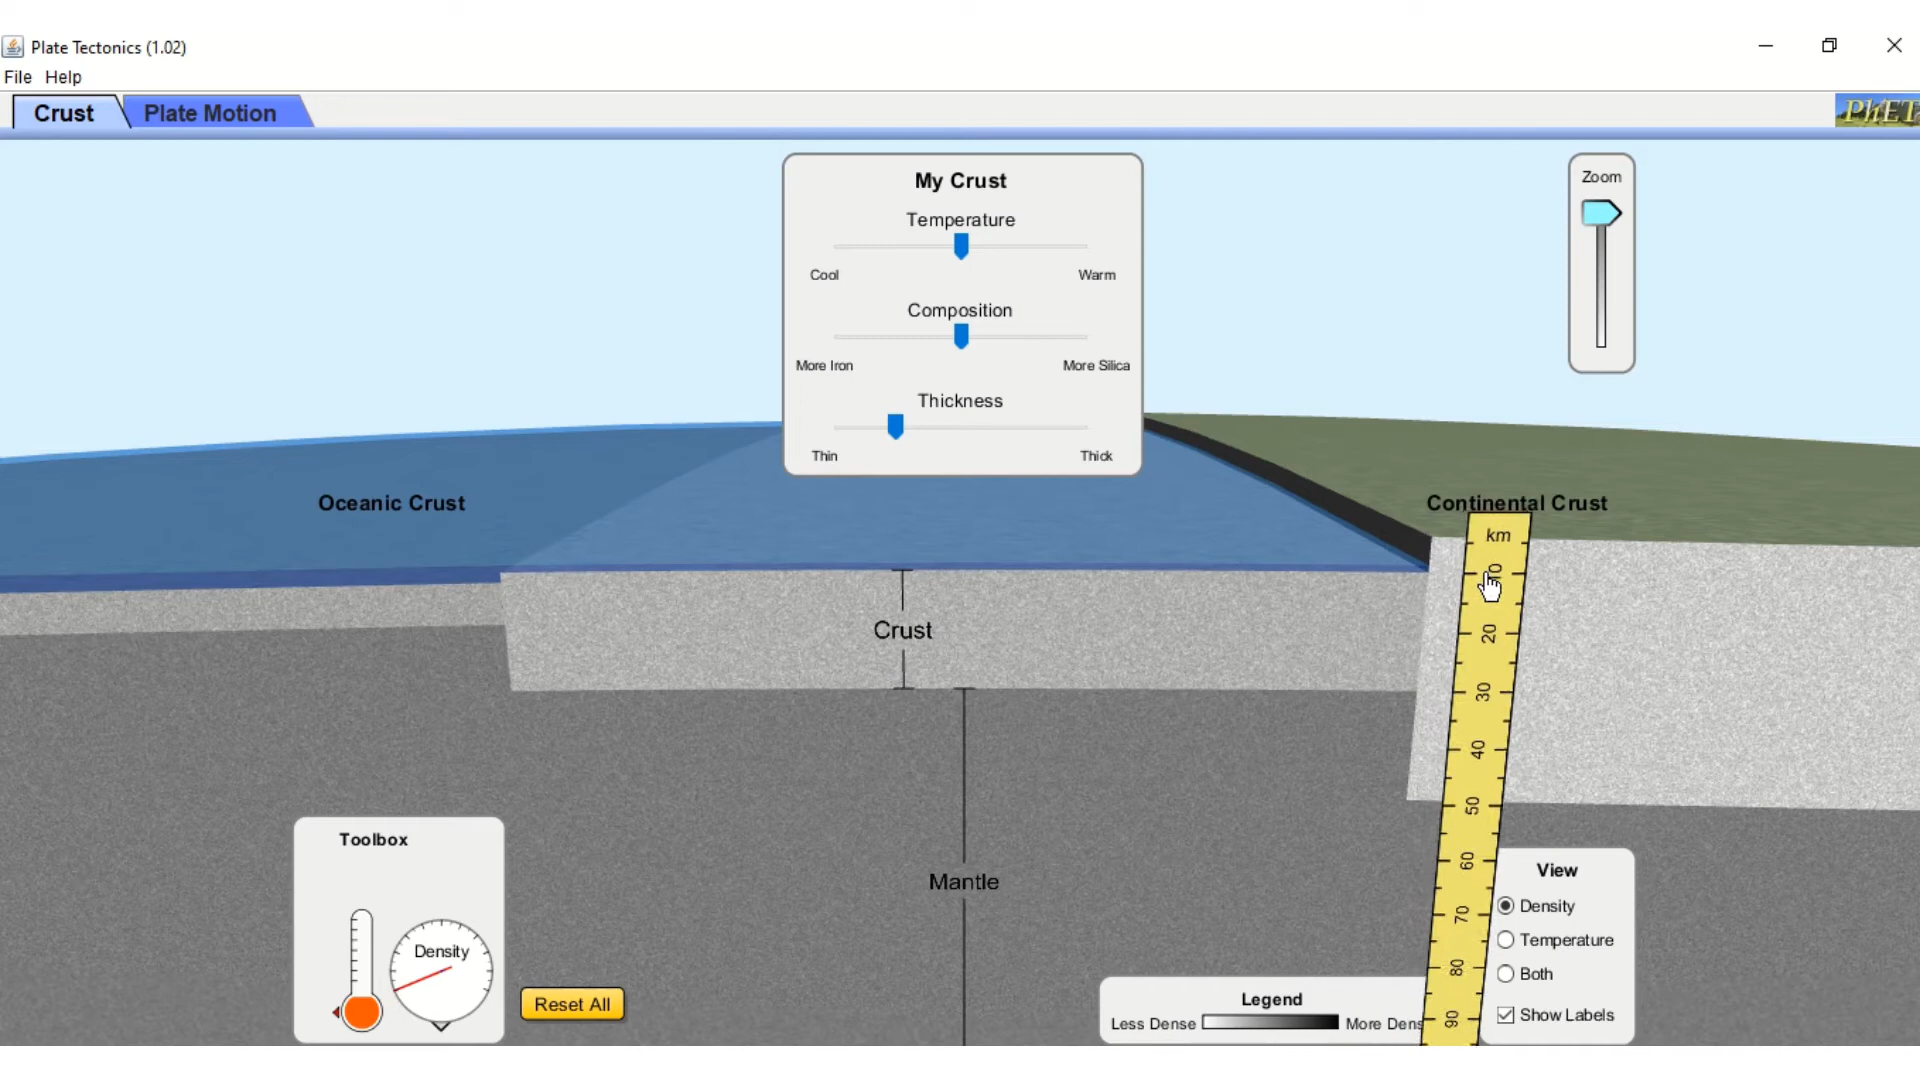 Plate Tectonics (1.02)
File Help
Crust Plate Motion
PhET
My Crust
Temperature
Cool Warm
Composition
More Iron More Silica
Thickness
Thin Thick
Zoom
Oceanic Crust
Continental Crust
km
20
30
40
50
60
70
80
90
Crust
Mantle
Toolbox
Density
Reset All
Legend
Less Dense
View
Density
Temperature
Both
Show Labels